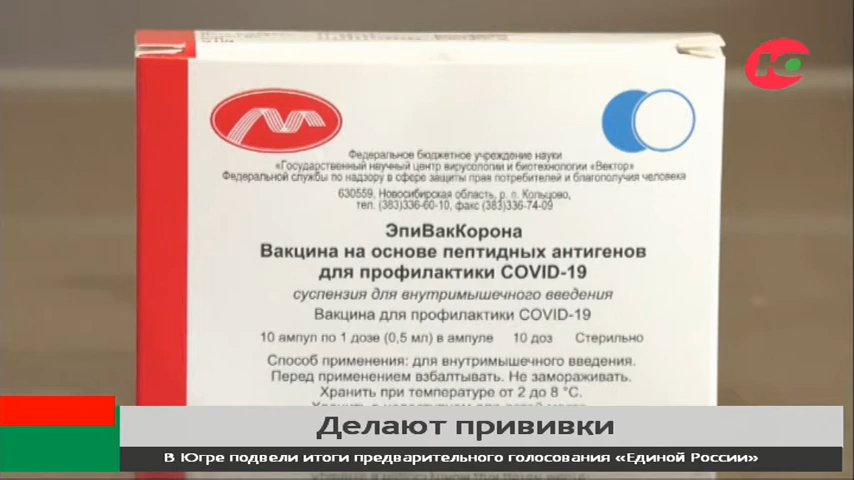 Ю
Федеральное бюджетное учреждение науки
«Государственный научный центр вирусологии и биотехнологии «Вектор»
Федеральной службы по надзору в сфере защиты прав потребителей и благополучия человека
630559, Новосибирская область, р. п. Кольцово,
тел. (383)336-60-10, факс (383)336-74-09
ЭпиВакКорона
Вакцина на основе пептидных антигенов
для профилактики COVID-19
суспензия для внутримышечного введения
Вакцина для профилактики COVID-19
10 ампул по 1 дозе (0,5 мл) в ампуле 10 доз Стерильно
Способ применения: для внутримышечного введения.
Перед применением взбалтывать. Не замораживать.
Хранить при температуре от 2 до 8 °С.
Делают прививки
В Югре подвели итоги предварительного голосования «Единой России»